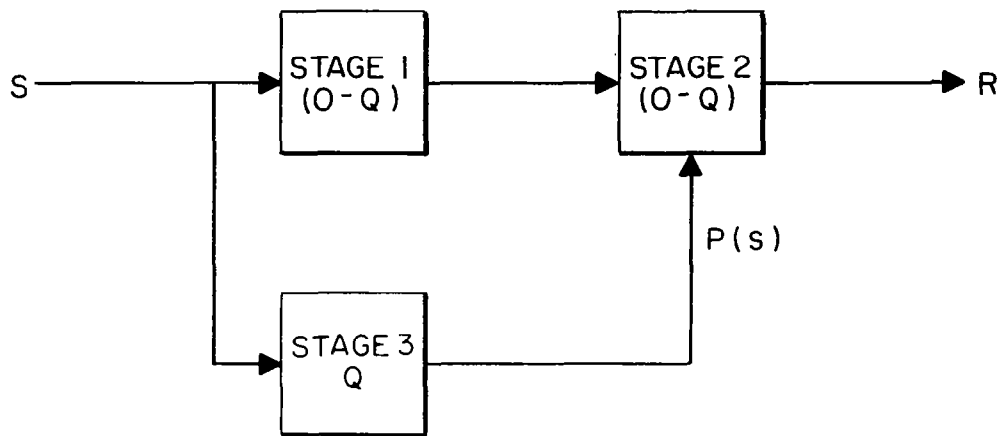 S
STAGE 1
(O-Q)
STAGE 2
(O-Q)
R
P(s)
STAGE 3
Q